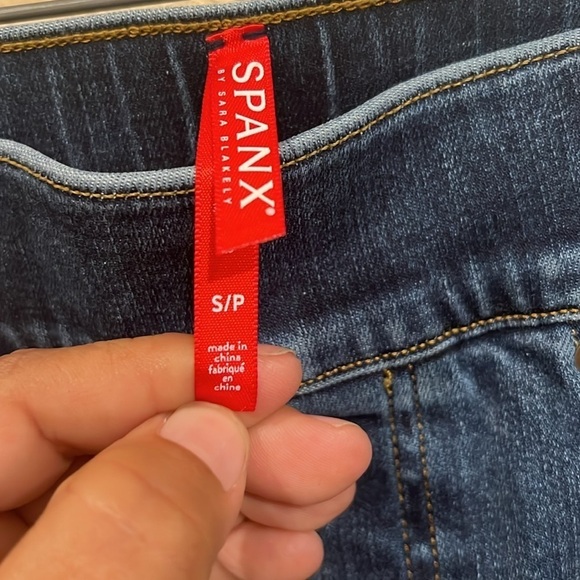 SPANX®
BY SARA BLAKELY
S/P
made in
china
fabriqué
en
chine